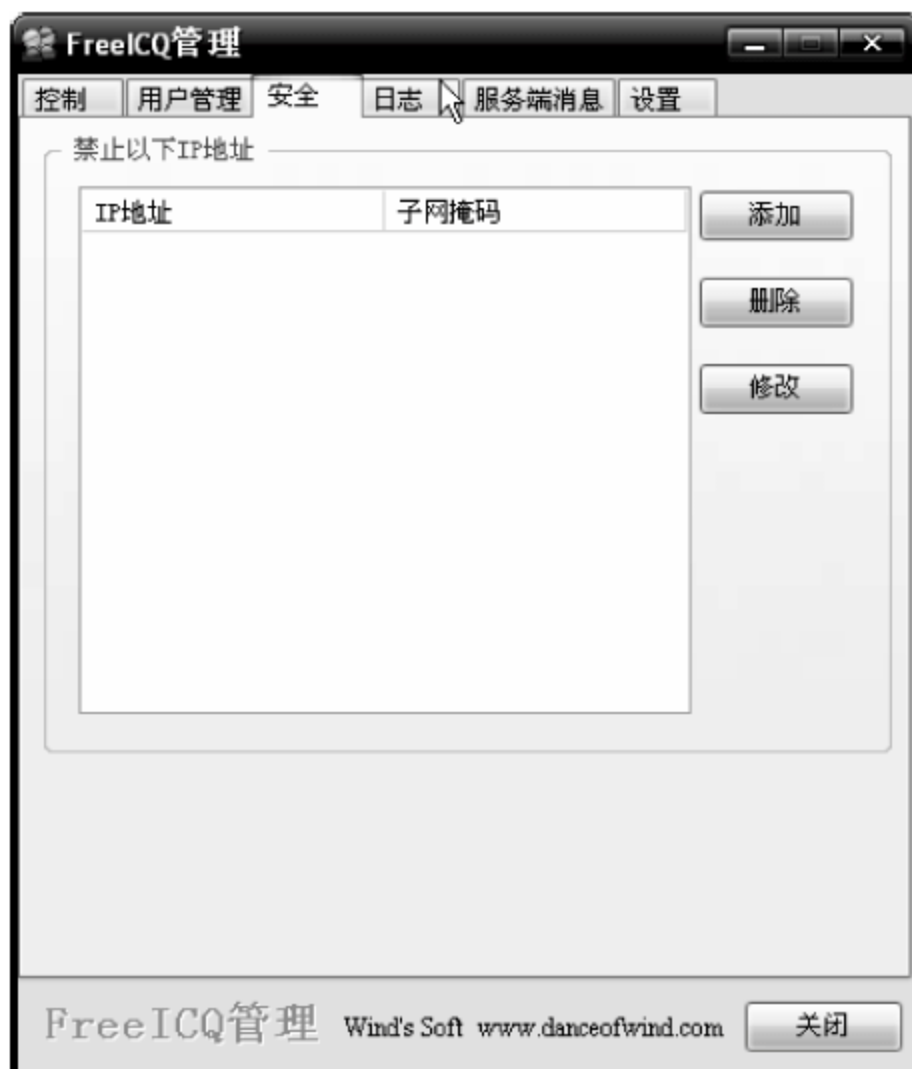 FreeICQ管理
控制 用户管理 安全 日志 服务端消息 设置
禁止以下IP地址
IP地址 子网掩码
添加
删除
修改
FreeICQ管理 Wind's Soft www.danceofwind.com 关闭